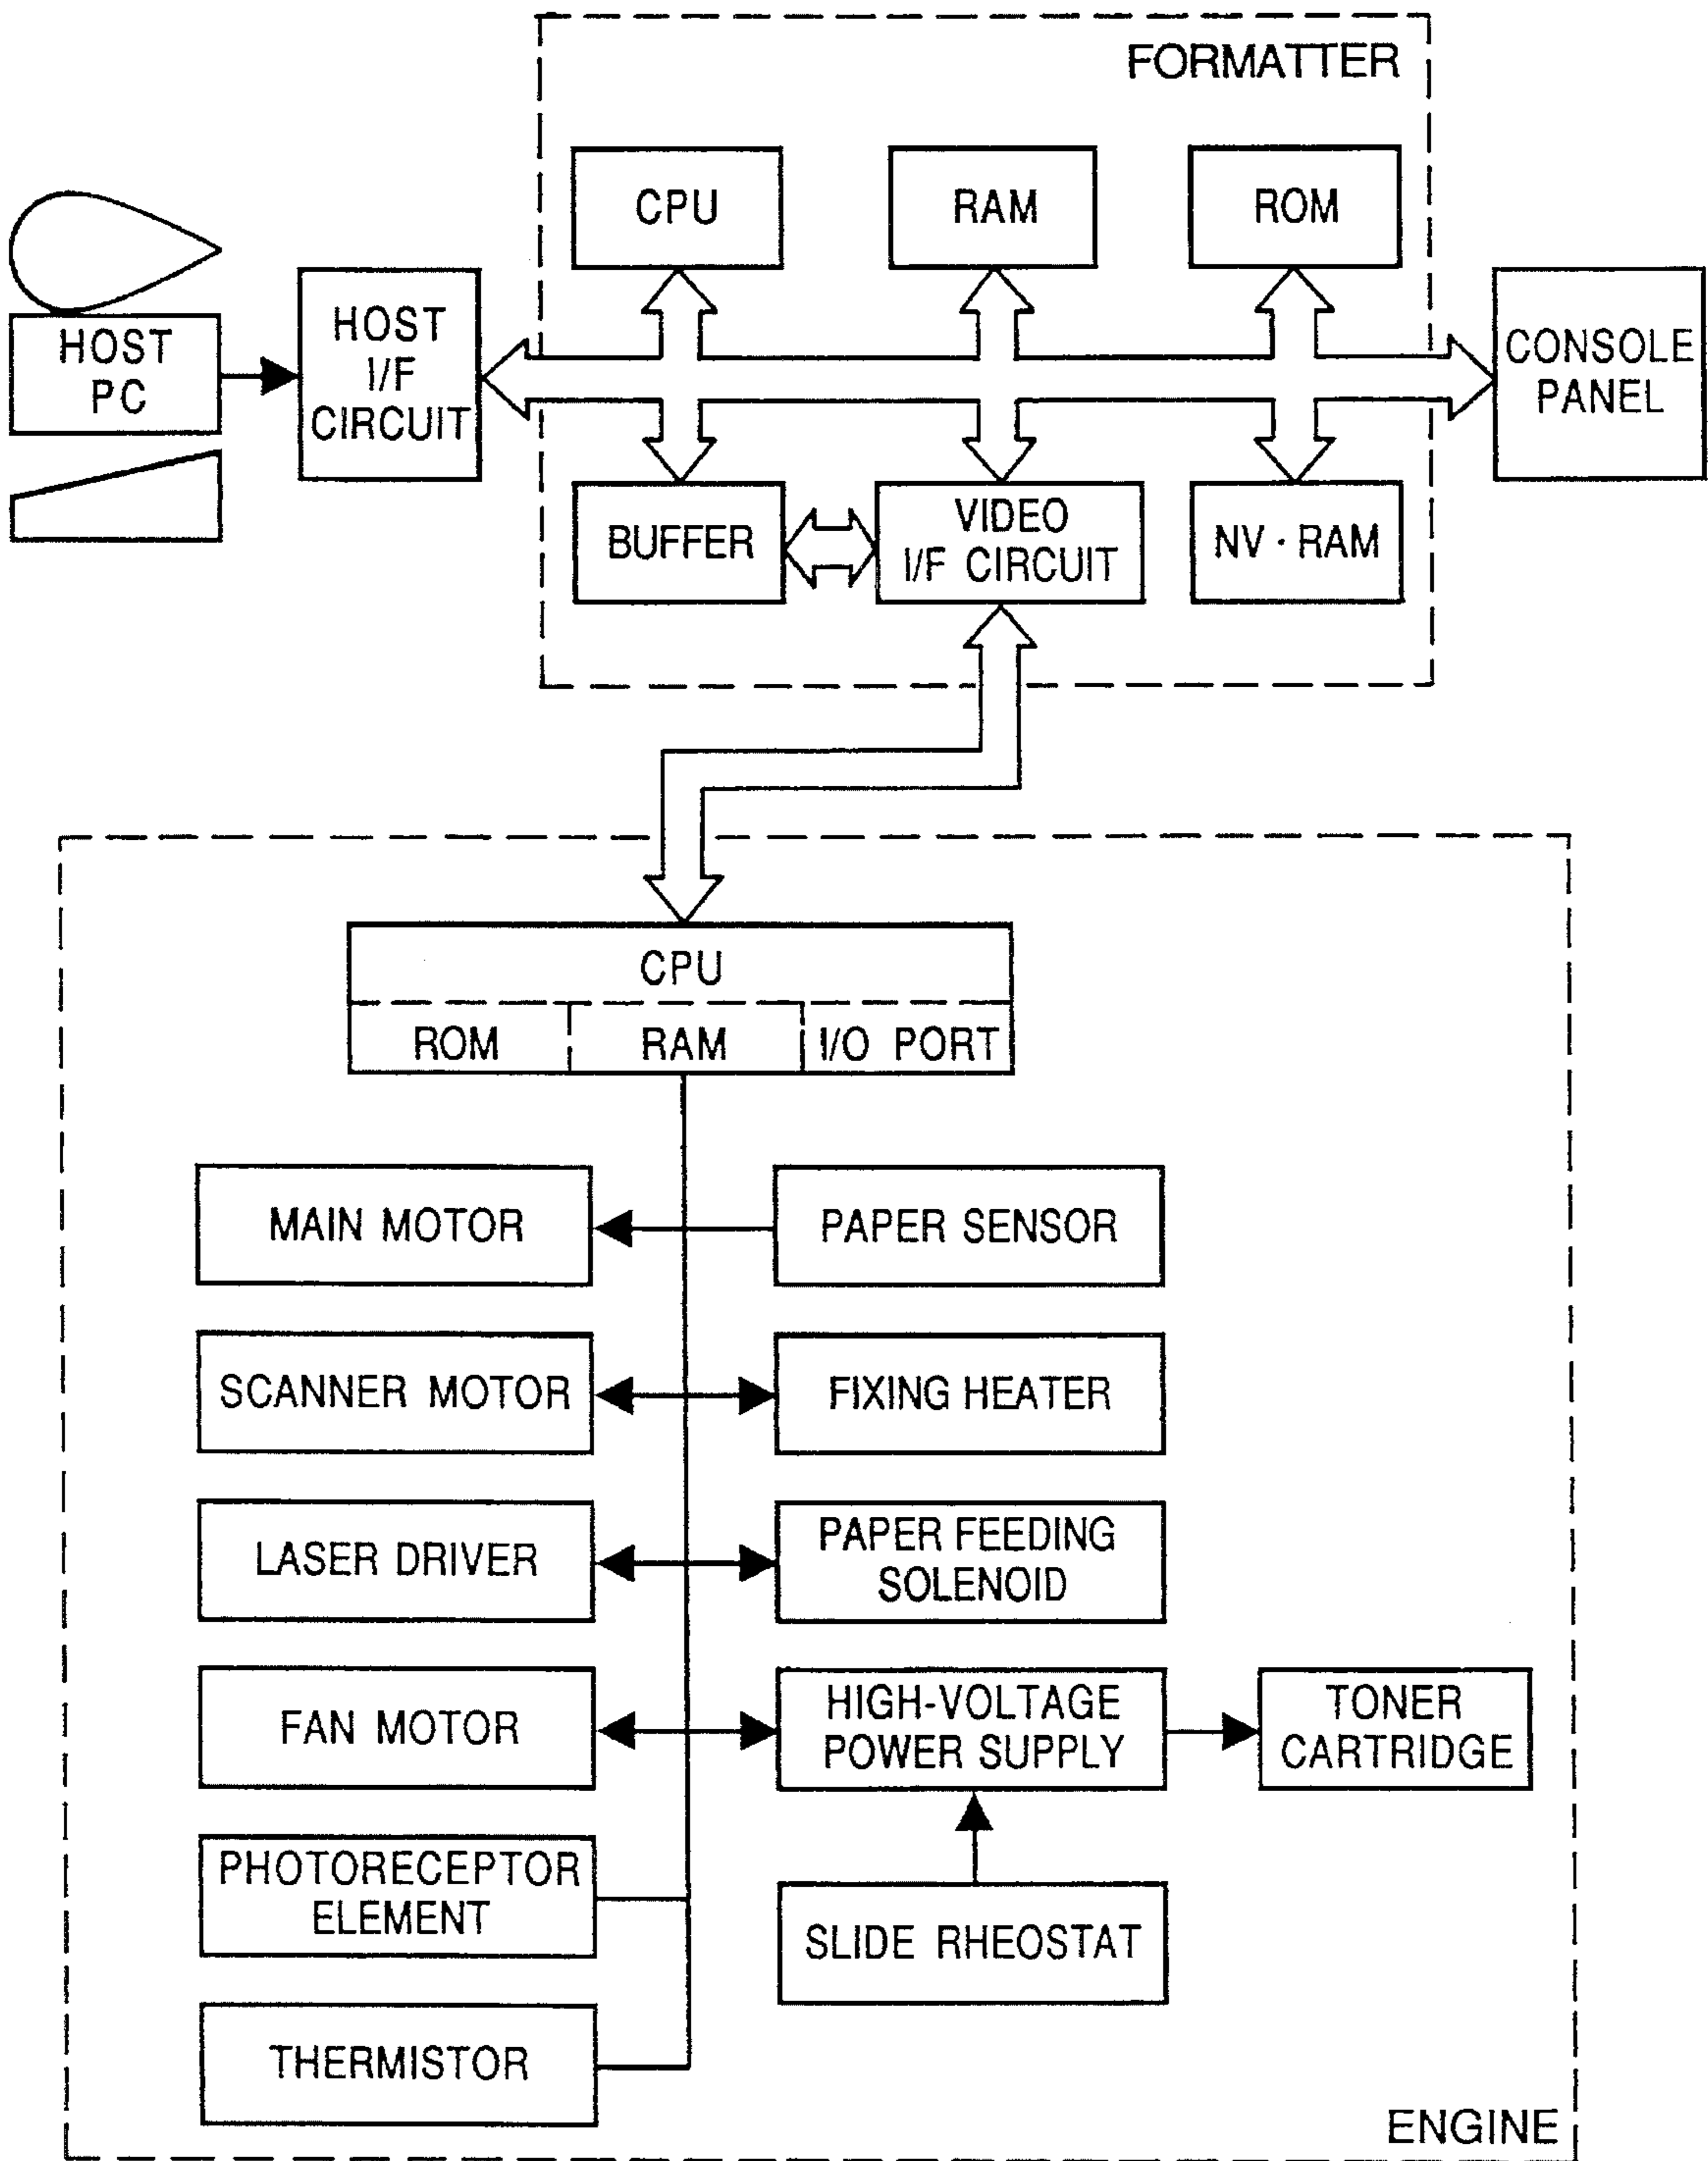 FORMATTER
CPU
RAM
ROM
HOST
PC
HOST
I/F
CIRCUIT
CONSOLE
PANEL
BUFFER
VIDEO
I/F CIRCUIT
NV·RAM
CPU
ROM
RAM
I/O PORT
MAIN MOTOR
PAPER SENSOR
SCANNER MOTOR
FIXING HEATER
LASER DRIVER
PAPER FEEDING
SOLENOID
FAN MOTOR
HIGH-VOLTAGE
POWER SUPPLY
TONER
CARTRIDGE
PHOTORECEPTOR
ELEMENT
SLIDE RHEOSTAT
THERMISTOR
ENGINE